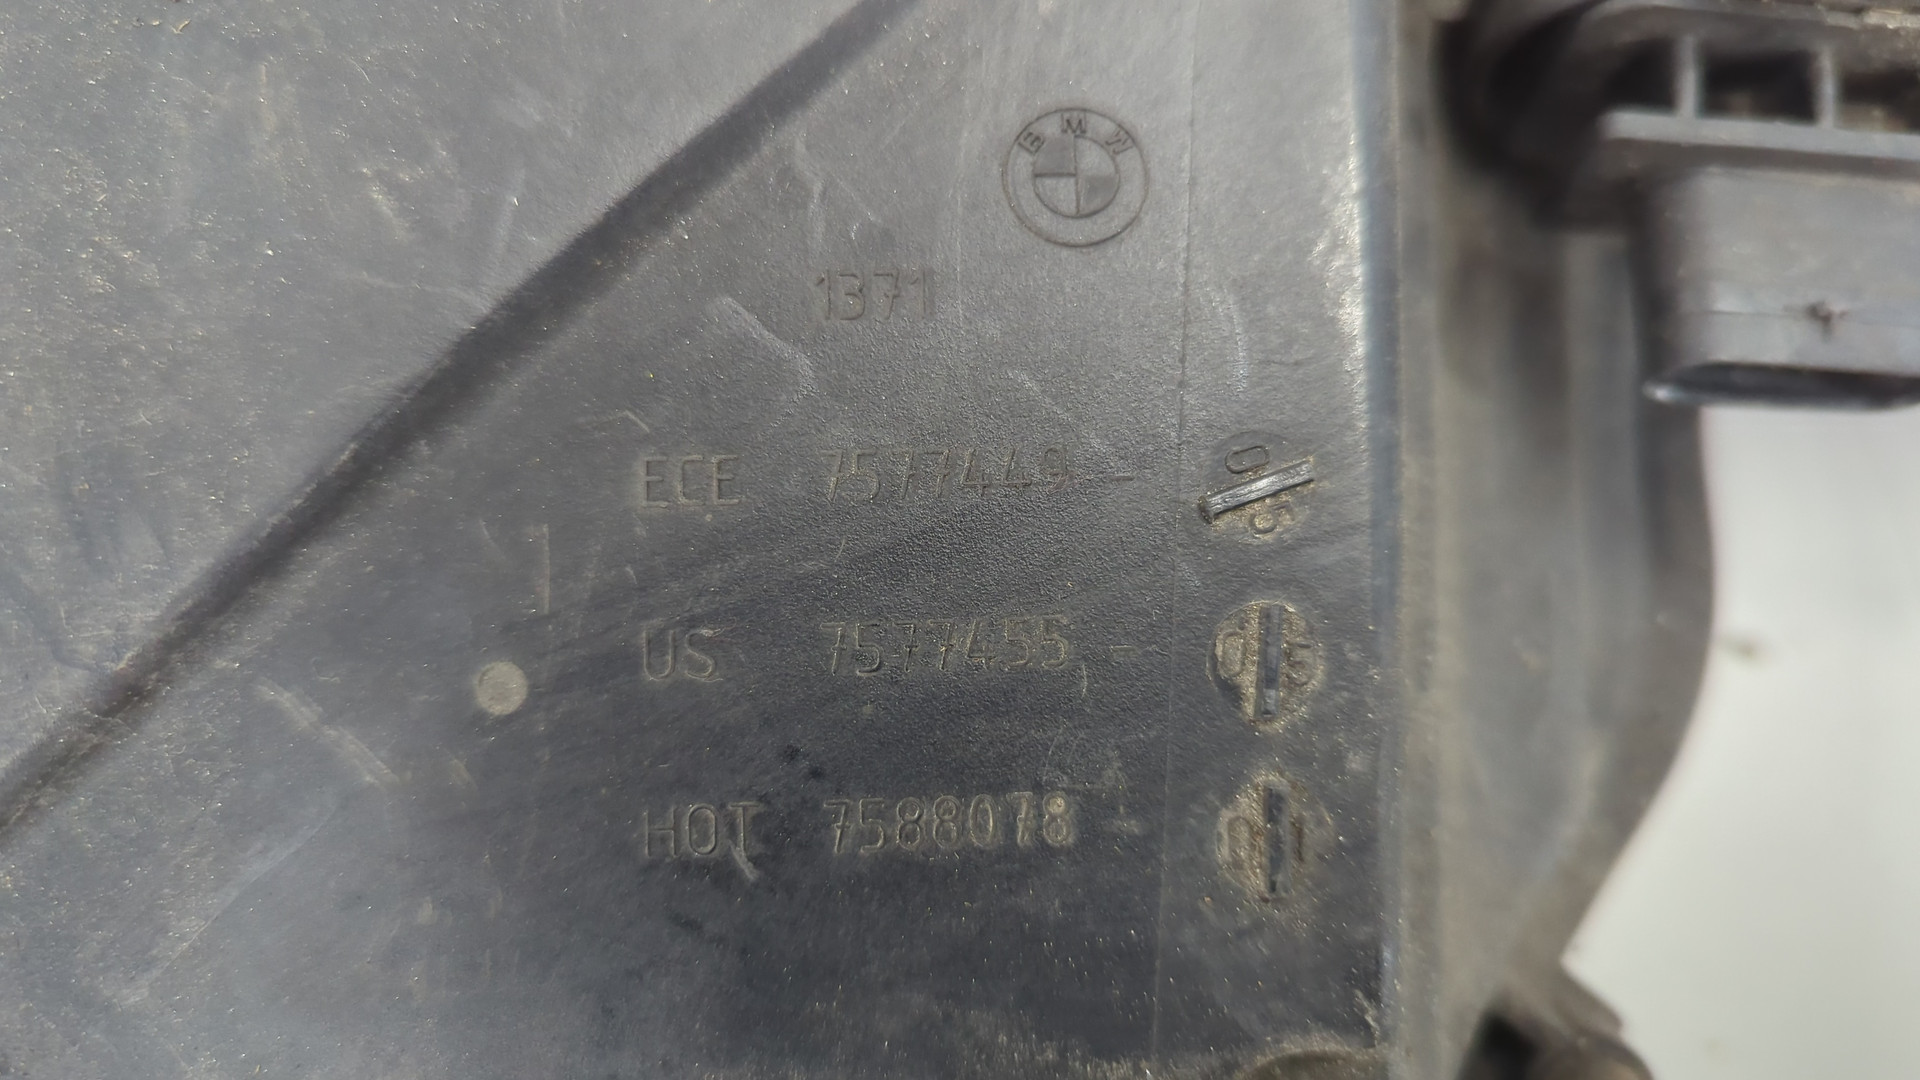 BMW
1371
ECE 7577449 -
US 7577455 -
HOT 7588078 -